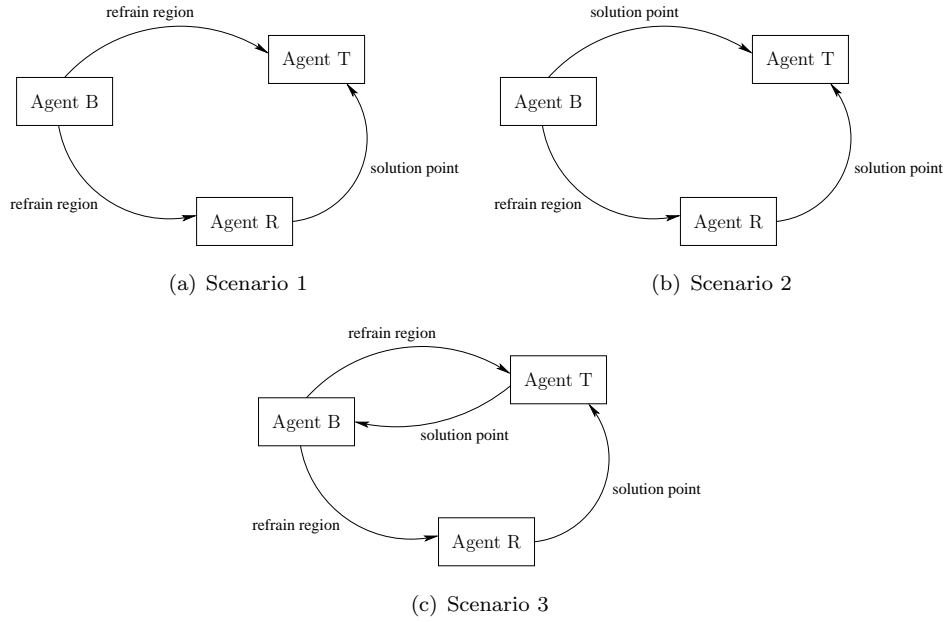 refrain region
Agent T
Agent B
solution point
refrain region
Agent R
(a) Scenario 1
solution point
Agent T
Agent B
solution point
refrain region
Agent R
(b) Scenario 2
refrain region
Agent T
Agent B
solution point
solution point
refrain region
Agent R
(c) Scenario 3